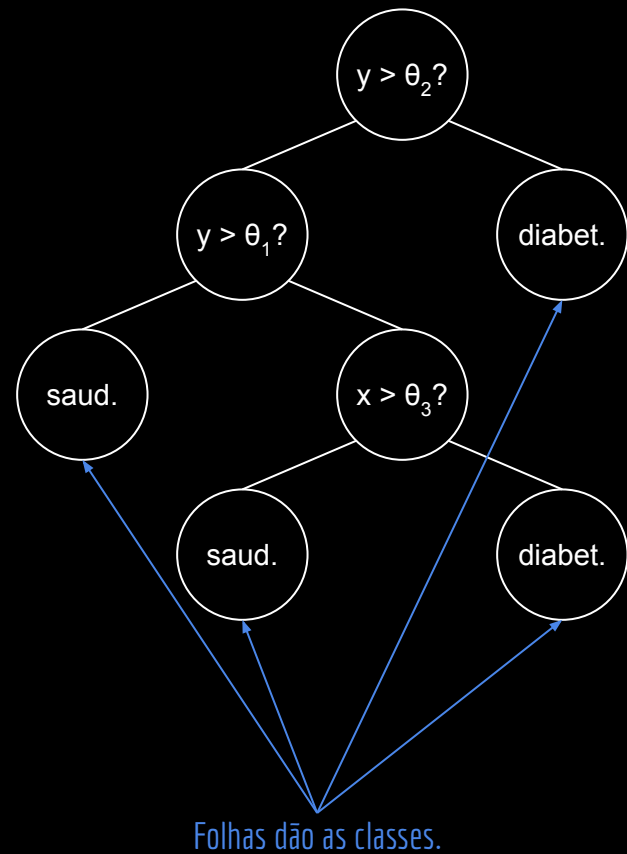 y > θ₂?
y > θ₁?
diabet.
saud.
x > θ₃?
saud.
diabet.
Folhas dão as classes.